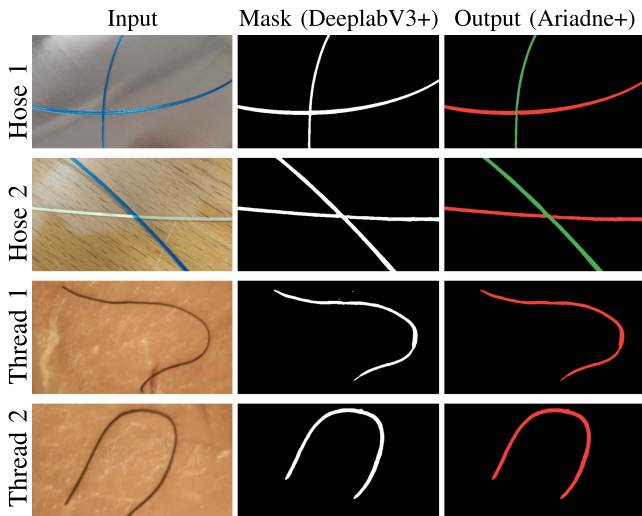 Input Mask (DeeplabV3+) Output (Ariadne+)
Hose 1
Hose 2
Thread 1
Thread 2